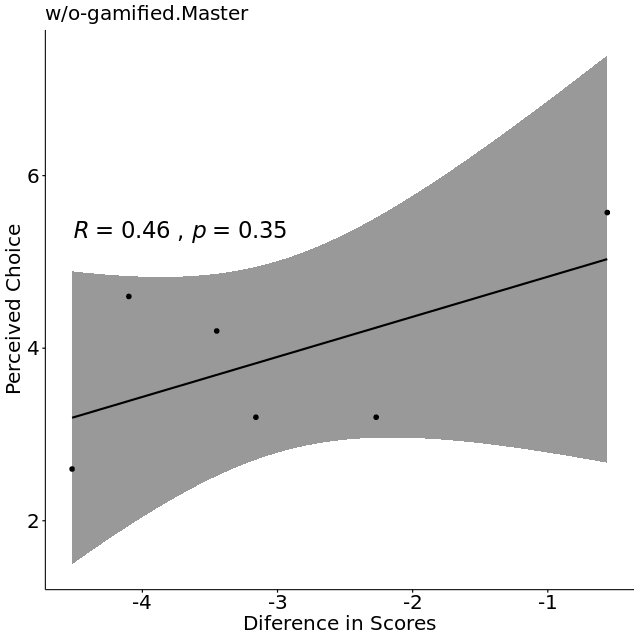 w/o-gamified.Master
6
R = 0.46 , p = 0.35
Perceived Choice
4
2
-4 -3 -2 -1
Diference in Scores